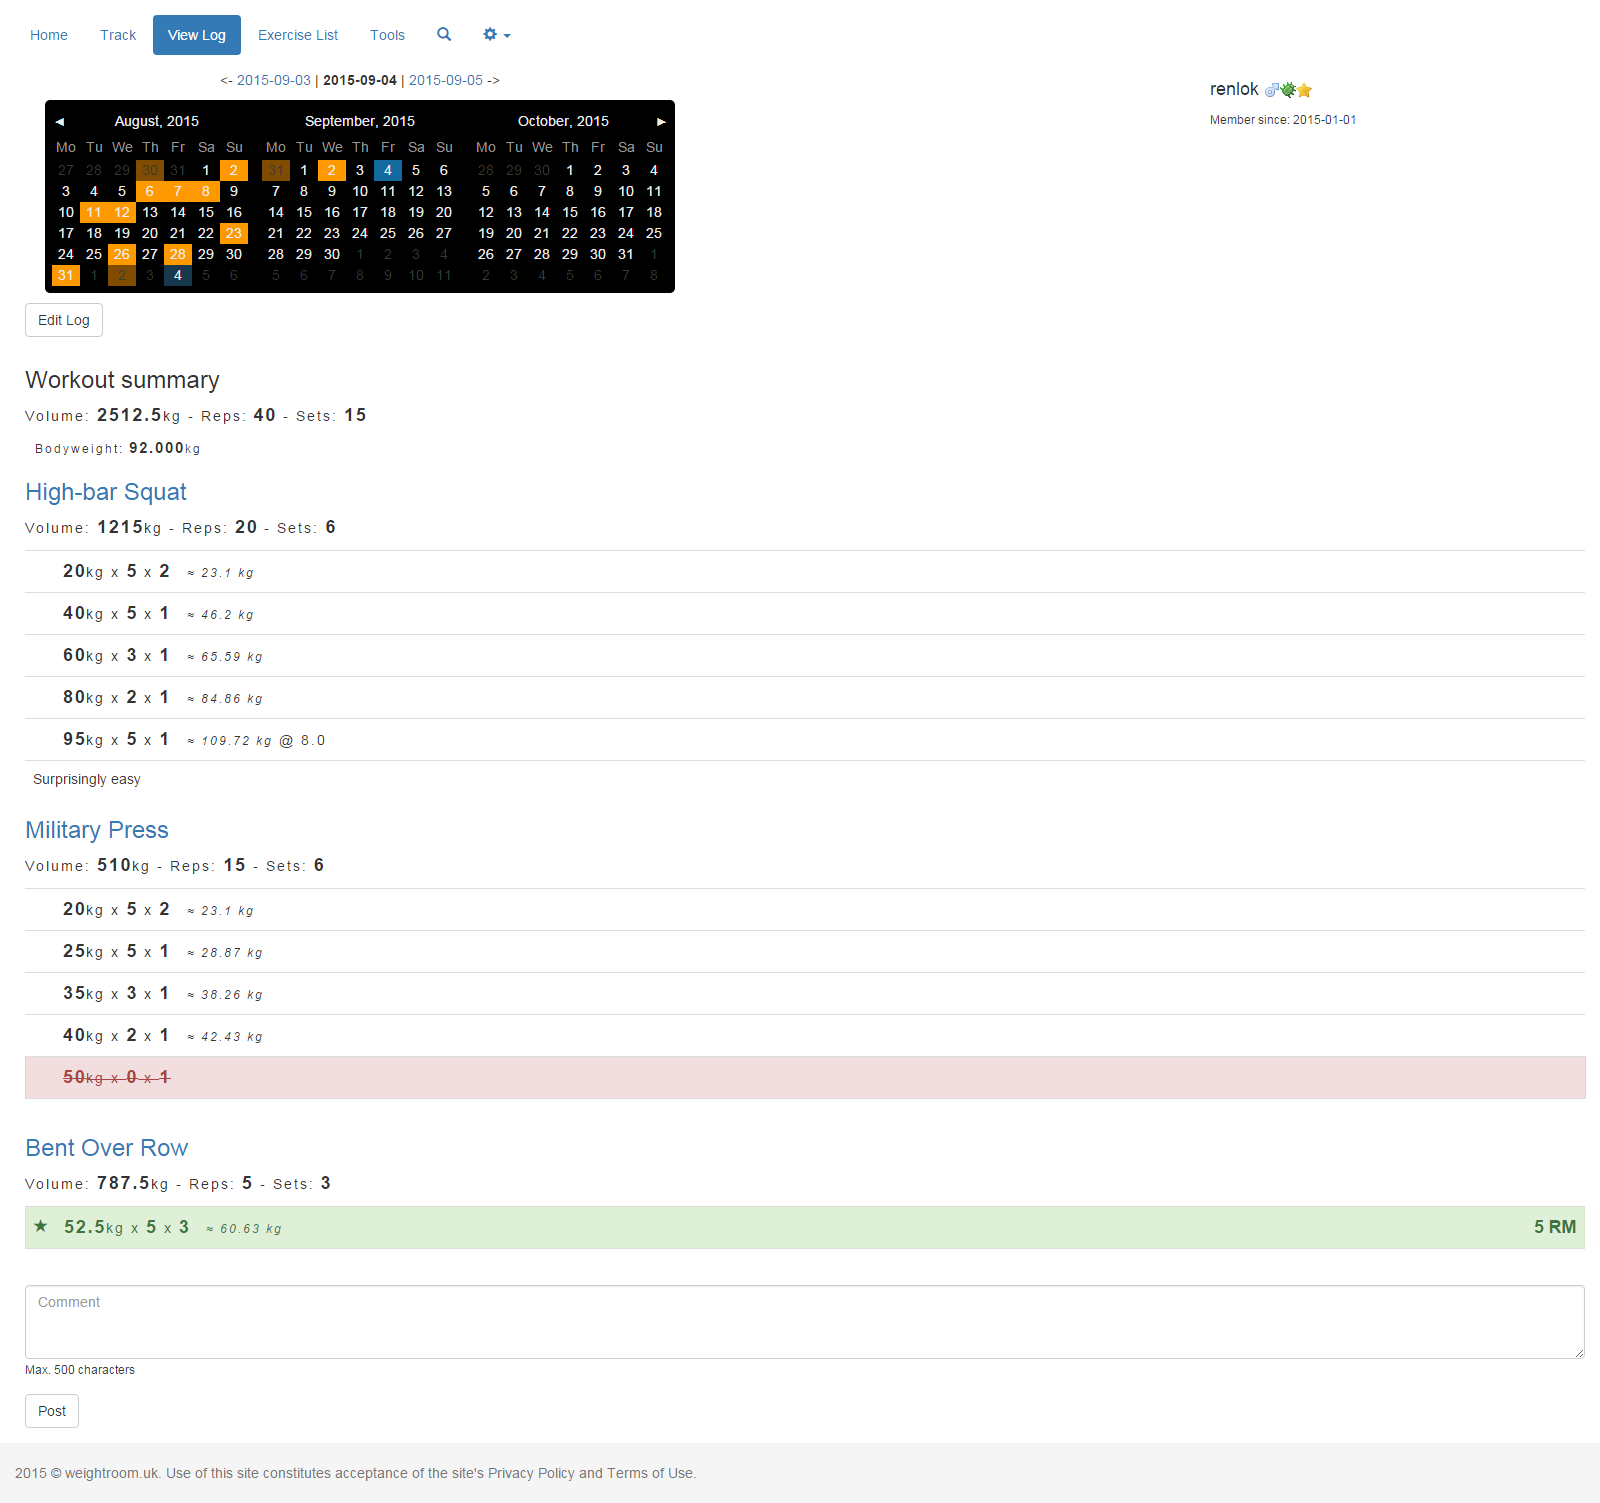 Home Track View Log Exercise List Tools
<- 2015-09-03 | 2015-09-04 | 2015-09-05 ->
renlok
Member since: 2015-01-01
◄ August, 2015 September, 2015 October, 2015 ►
Mo Tu We Th Fr Sa Su Mo Tu We Th Fr Sa Su Mo Tu We Th Fr Sa Su
27 28 29 30 31 1 2 31 1 2 3 4 5 6 28 29 30 1 2 3 4
3 4 5 6 7 8 9 7 8 9 10 11 12 13 5 6 7 8 9 10 11
10 11 12 13 14 15 16 14 15 16 17 18 19 20 12 13 14 15 16 17 18
17 18 19 20 21 22 23 21 22 23 24 25 26 27 19 20 21 22 23 24 25
24 25 26 27 28 29 30 28 29 30 1 2 3 4 26 27 28 29 30 31 1
31 1 2 3 4 5 6 5 6 7 8 9 10 11 2 3 4 5 6 7 8
Edit Log
Workout summary
Volume: 2512.5kg - Reps: 40 - Sets: 15
Bodyweight: 92.000kg
High-bar Squat
Volume: 1215kg - Reps: 20 - Sets: 6
20kg x 5 x 2 ≈ 23.1 kg
40kg x 5 x 1 ≈ 46.2 kg
60kg x 3 x 1 ≈ 65.59 kg
80kg x 2 x 1 ≈ 84.86 kg
95kg x 5 x 1 ≈ 109.72 kg @ 8.0
Surprisingly easy
Military Press
Volume: 510kg - Reps: 15 - Sets: 6
20kg x 5 x 2 ≈ 23.1 kg
25kg x 5 x 1 ≈ 28.87 kg
35kg x 3 x 1 ≈ 38.26 kg
40kg x 2 x 1 ≈ 42.43 kg
50kg x 0 x 1
Bent Over Row
Volume: 787.5kg - Reps: 5 - Sets: 3
★ 52.5kg x 5 x 3 ≈ 60.63 kg 5 RM
Comment
Max. 500 characters
Post
2015 © weightroom.uk. Use of this site constitutes acceptance of the site's Privacy Policy and Terms of Use.